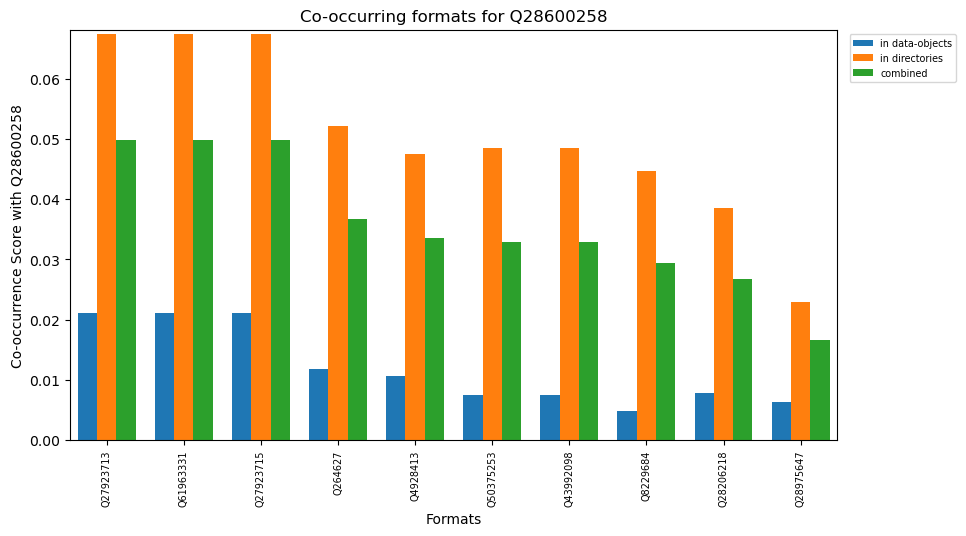 Co-occurring formats for Q28600258
in data-objects
in directories
combined
Co-occurrence Score with Q28600258
0.06
0.05
0.04
0.03
0.02
0.01
0.00
Q27923713
Q61963331
Q27923715
Q264627
Q4928413
Q50375253
Q43992098
Q8229684
Q28206218
Q28975647
Formats